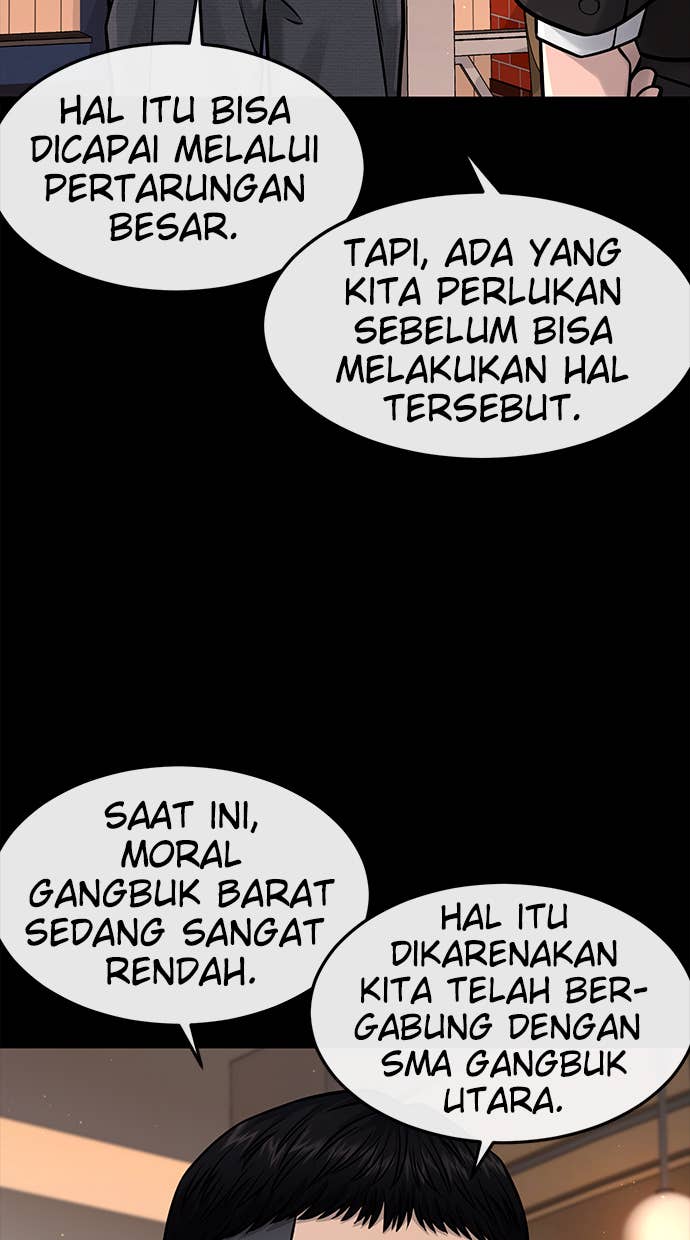 HAL ITU BISA
DICAPAI MELALUI
PERTARUNGAN
BESAR.
TAPI, ADA YANG
KITA PERLUKAN
SEBELUM BISA
MELAKUKAN HAL
TERSEBUT.
SAAT INI,
MORAL
GANGBUK BARAT
SEDANG SANGAT
RENDAH.
HAL ITU
DIKARENAKAN
KITA TELAH BER-
GABUNG DENGAN
SMA GANGBUK
UTARA.